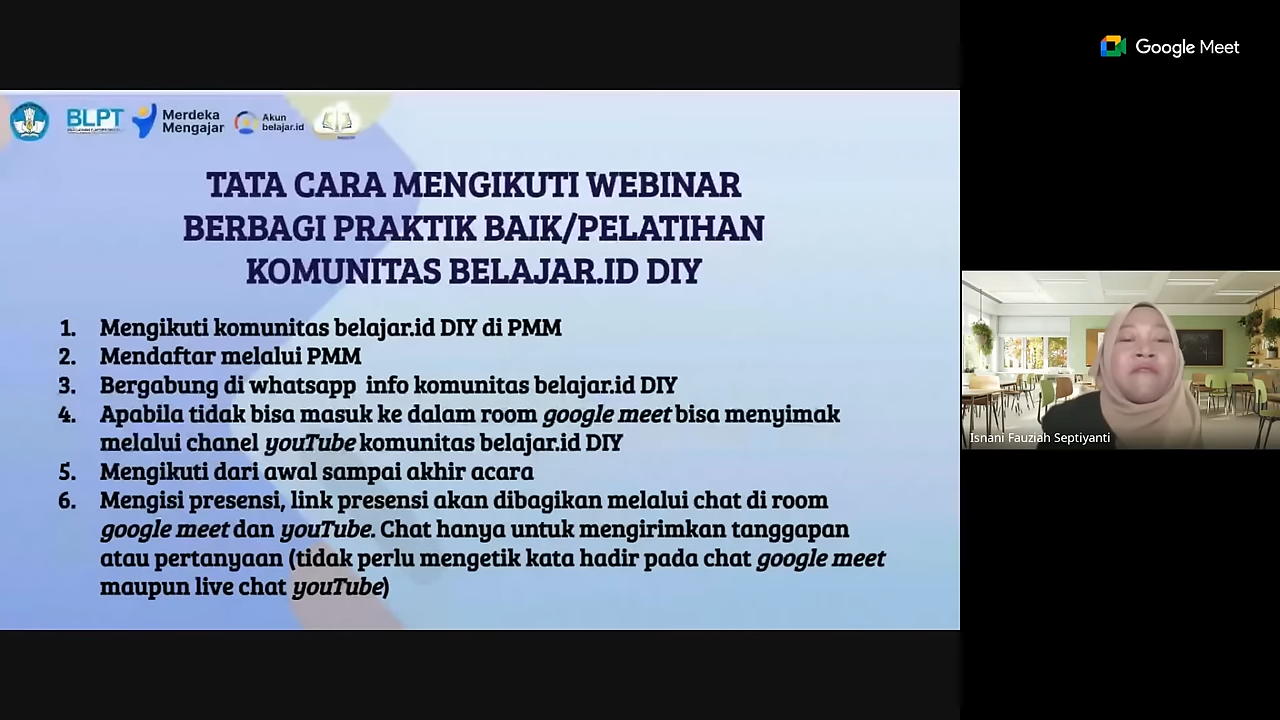 Google Meet
BLPT
Merdeka
Mengajar
Akun
belajar.id
TATA CARA MENGIKUTI WEBINAR
BERBAGI PRAKTIK BAIK/PELATIHAN
KOMUNITAS BELAJAR.ID DIY
1. Mengikuti komunitas belajar.id DIY di PMM
2. Mendaftar melalui PMM
3. Bergabung di whatsapp info komunitas belajar.id DIY
4. Apabila tidak bisa masuk ke dalam room google meet bisa menyimak
melalui chanel youTube komunitas belajar.id DIY
5. Mengikuti dari awal sampai akhir acara
6. Mengisi presensi, link presensi akan dibagikan melalui chat di room
google meet dan youTube. Chat hanya untuk mengirimkan tanggapan
atau pertanyaan (tidak perlu mengetik kata hadir pada chat google meet
maupun live chat youTube)
Isnani Fauziah Septiyanti